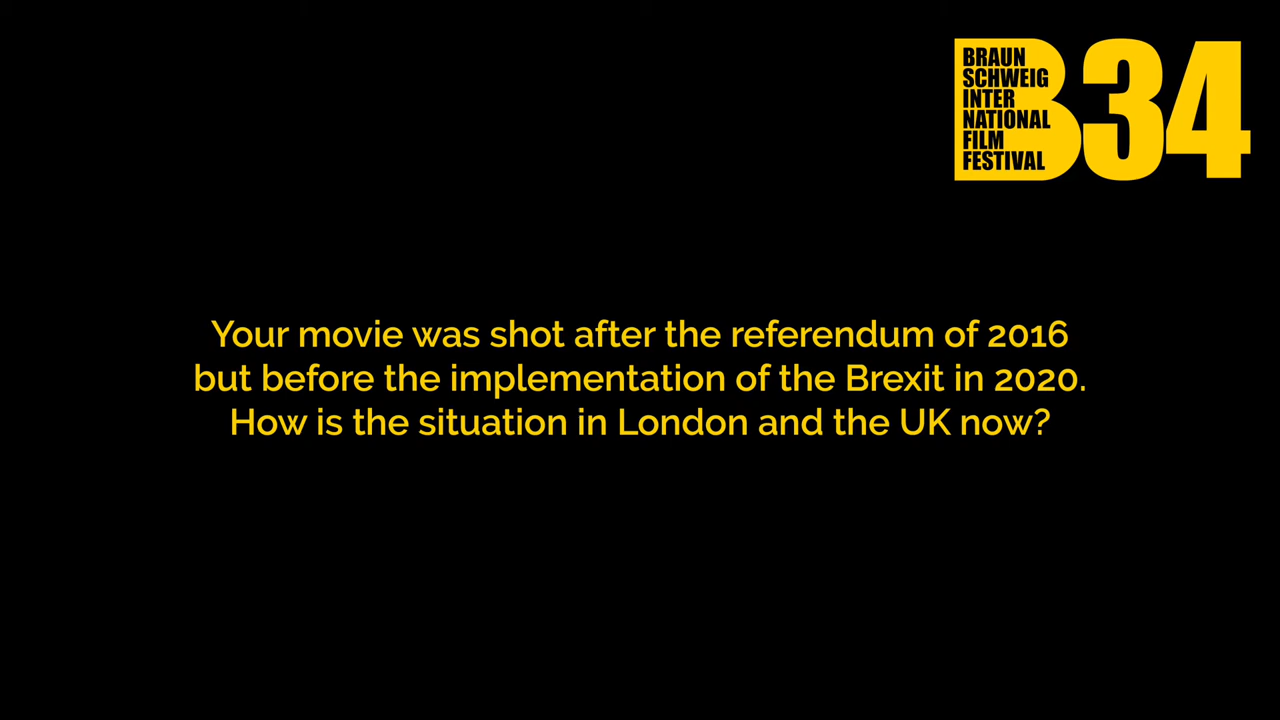 BRAUN
SCHWEIG
INTER
NATIONAL
FILM
FESTIVAL
B34
Your movie was shot after the referendum of 2016
but before the implementation of the Brexit in 2020.
How is the situation in London and the UK now?